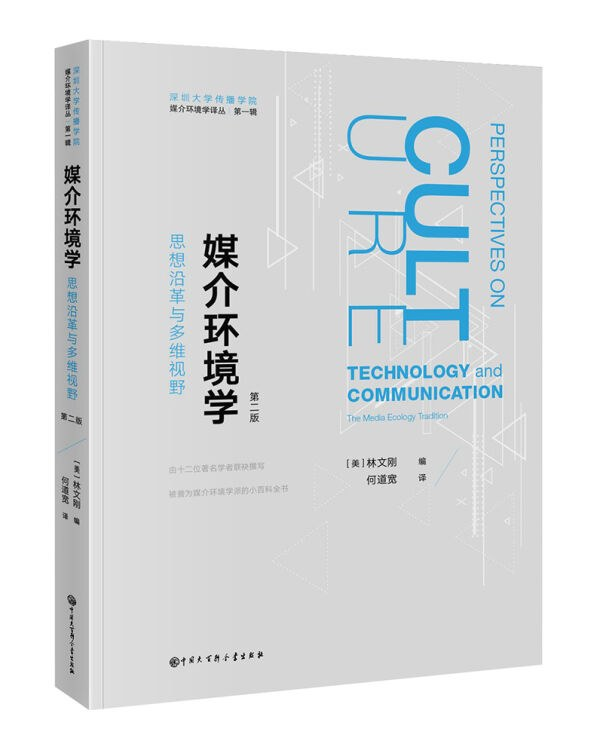 深圳大学传播学院
媒介环境学译丛 第一辑
媒介环境学
思想沿革与多维视野
第二版
[美]林文刚 编
何道宽 译
中国大百科全书出版社
深圳大学传播学院
媒介环境学译丛 第一辑
PERSPECTIVES ON
CULT
URE
TECHNOLOGY and
COMMUNICATION
The Media Ecology Tradition
媒介环境学
第二版
思想沿革与多维视野
[美]林文刚 编
何道宽 译
由十二位著名学者联袂撰写
被誉为媒介环境学派的小百科全书
中国大百科全书出版社